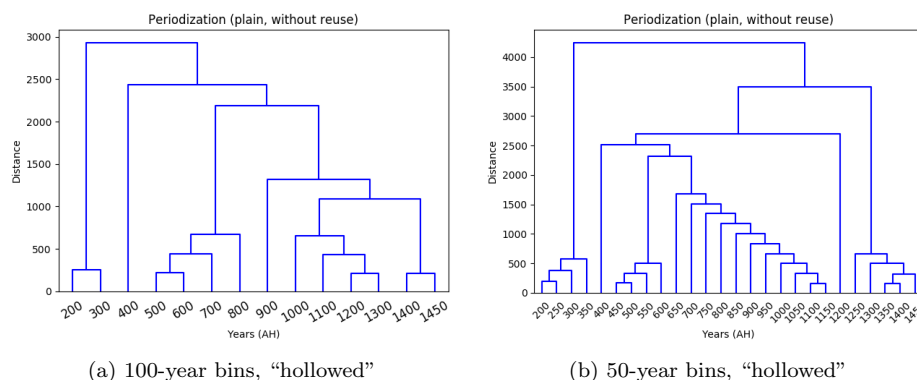 Periodization (plain, without reuse)
3000
2500
2000
1500
1000
500
0
Distance
200 300 400 500 600 700 800 900 1000 1100 1200 1300 1400 1450
Years (AH)
(a) 100-year bins, “hollowed”
Periodization (plain, without reuse)
4000
3500
3000
2500
2000
1500
1000
500
0
Distance
200 250 300 350 400 450 500 550 600 650 700 750 800 850 900 950 1000 1050 1100 1150 1200 1250 1300 1350 1400
Years (AH)
(b) 50-year bins, “hollowed”